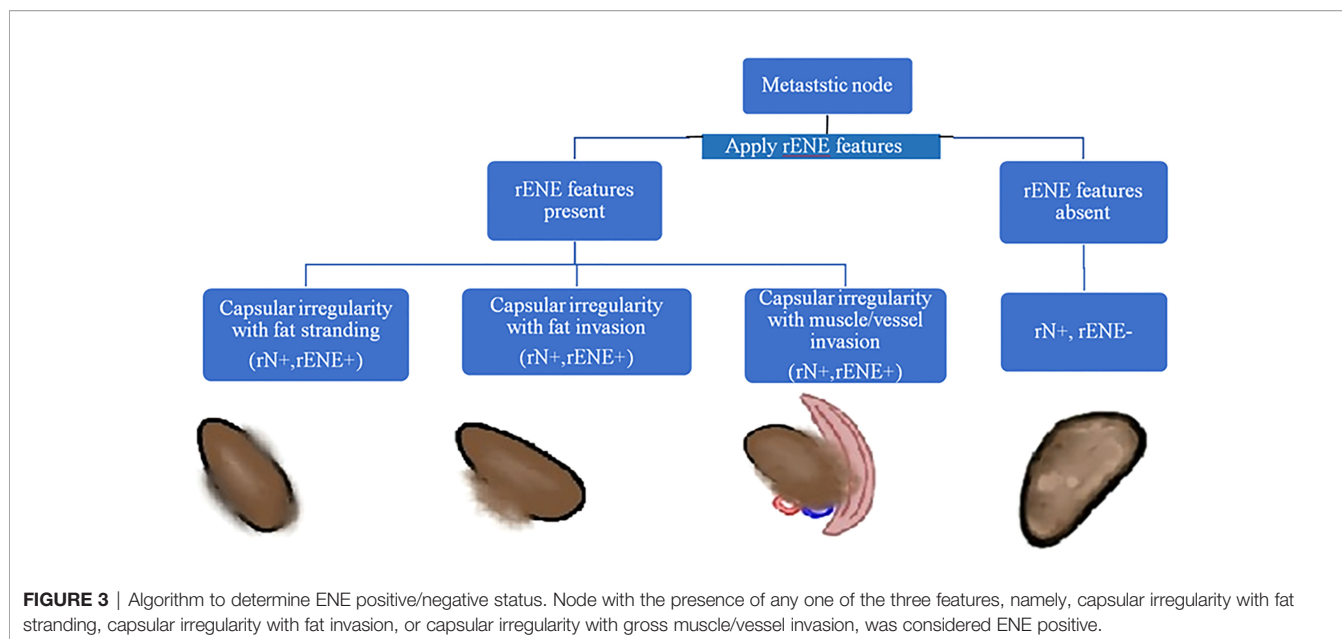 Metaststic node
Apply rENE features
rENE features
present
rENE features
absent
Capsular irregularity
with fat stranding
(rN+,rENE+)
Capsular irregularity
with fat invasion
(rN+,rENE+)
Capsular irregularity
with muscle/vessel
invasion
(rN+,rENE+)
rN+, rENE-
FIGURE 3 | Algorithm to determine ENE positive/negative status. Node with the presence of any one of the three features, namely, capsular irregularity with fat
stranding, capsular irregularity with fat invasion, or capsular irregularity with gross muscle/vessel invasion, was considered ENE positive.